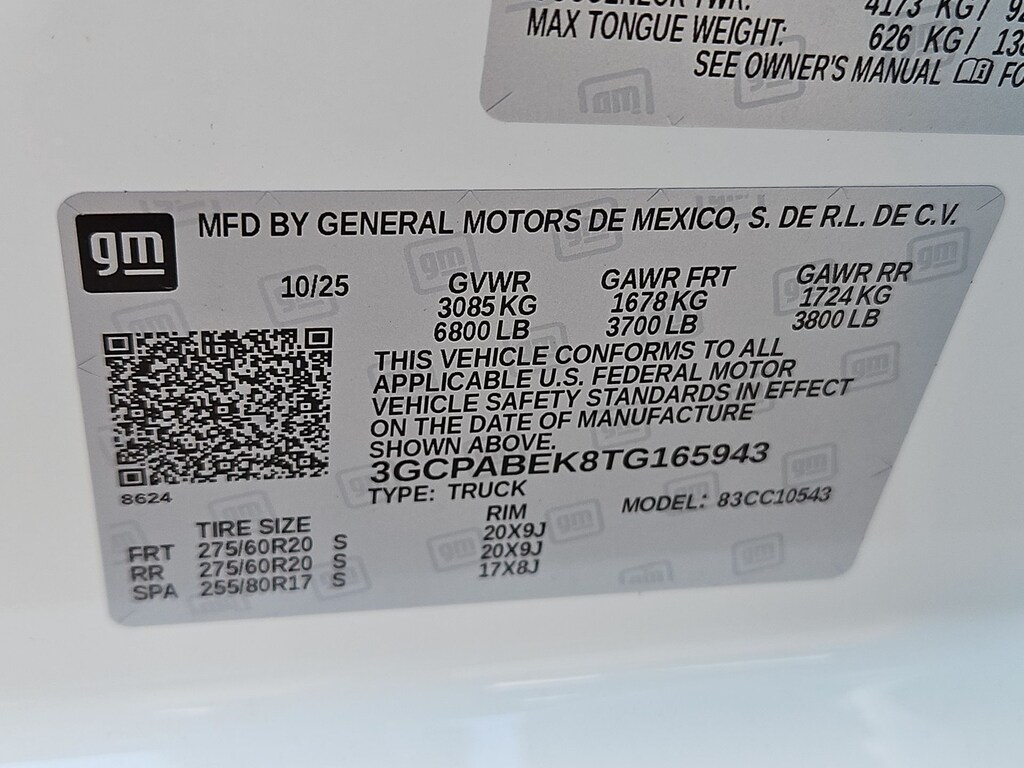 4173 KG/
MAX TONGUE WEIGHT: 626 KG/
SEE OWNER'S MANUAL
gm
gm MFD BY GENERAL MOTORS DE MEXICO, S. DE R.L. DE C.V.
10/25 GVWR GAWR FRT GAWR RR
3085 KG 1678 KG 1724 KG
6800 LB 3700 LB 3800 LB
THIS VEHICLE CONFORMS TO ALL
APPLICABLE U.S. FEDERAL MOTOR
VEHICLE SAFETY STANDARDS IN EFFECT
ON THE DATE OF MANUFACTURE
SHOWN ABOVE.
3GCPABEK8TG165943
8624
TYPE: TRUCK MODEL: 83CC10543
TIRE SIZE RIM
FRT 275/60R20 S 20X9J
RR 275/60R20 S 20X9J
SPA 255/80R17 S 17X8J